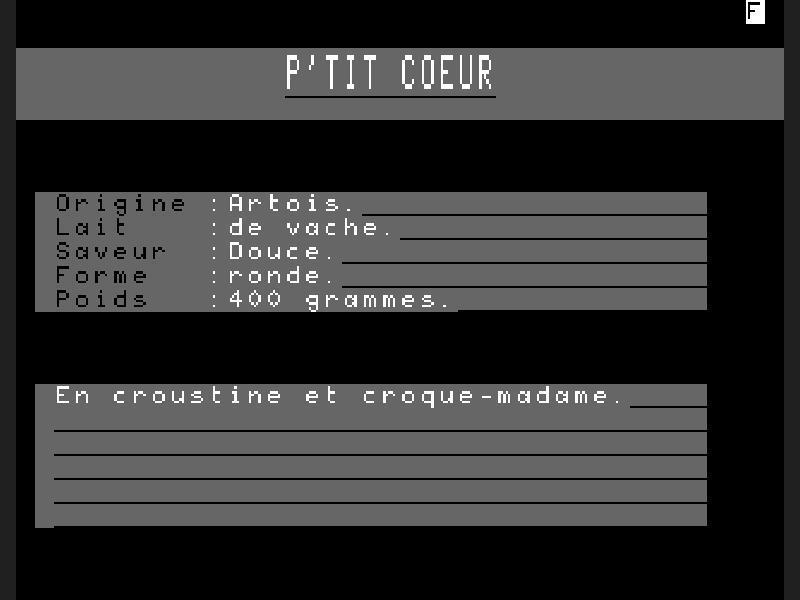 F
P'TIT COEUR
Origine :Artois.
Lait :de vache.
Saveur :Douce.
Forme :ronde.
Poids :400 grammes.
En croustine et croque-madame.